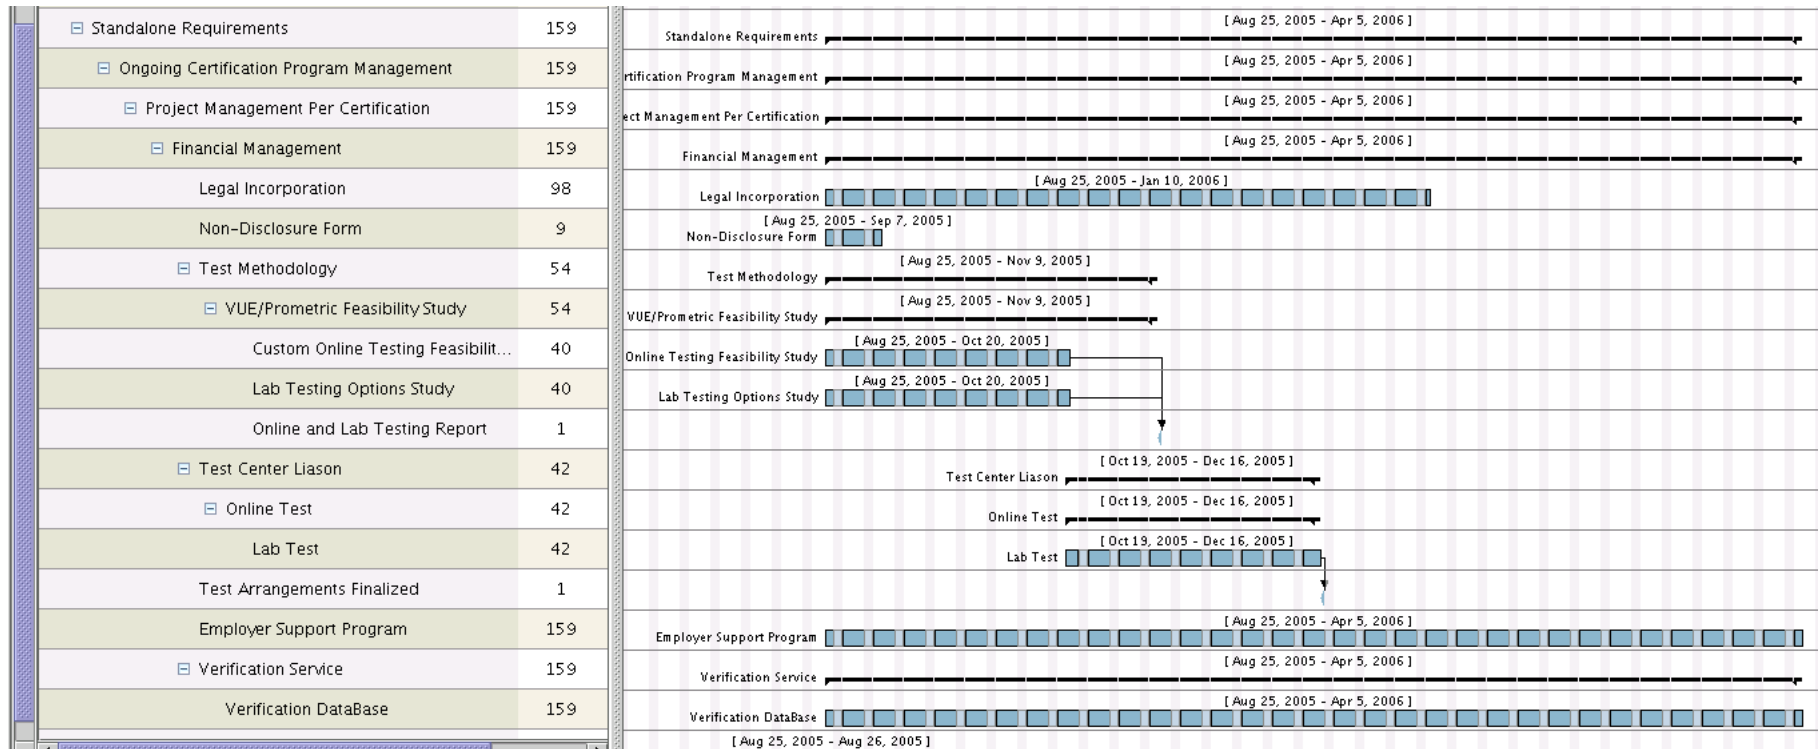 Standalone Requirements 159
Ongoing Certification Program Management 159
Project Management Per Certification 159
Financial Management 159
Legal Incorporation 98
Non-Disclosure Form 9
Test Methodology 54
VUE/Prometric Feasibility Study 54
Custom Online Testing Feasibilit... 40
Lab Testing Options Study 40
Online and Lab Testing Report 1
Test Center Liason 42
Online Test 42
Lab Test 42
Test Arrangements Finalized 1
Employer Support Program 159
Verification Service 159
Verification DataBase 159
[ Aug 25, 2005 - Apr 5, 2006 ]
Standalone Requirements
[ Aug 25, 2005 - Apr 5, 2006 ]
rtification Program Management
[ Aug 25, 2005 - Apr 5, 2006 ]
ect Management Per Certification
[ Aug 25, 2005 - Apr 5, 2006 ]
Financial Management
[ Aug 25, 2005 - Jan 10, 2006 ]
Legal Incorporation
[ Aug 25, 2005 - Sep 7, 2005 ]
Non-Disclosure Form
[ Aug 25, 2005 - Nov 9, 2005 ]
Test Methodology
[ Aug 25, 2005 - Nov 9, 2005 ]
VUE/Prometric Feasibility Study
[ Aug 25, 2005 - Oct 20, 2005 ]
Online Testing Feasibility Study
[ Aug 25, 2005 - Oct 20, 2005 ]
Lab Testing Options Study
[ Oct 19, 2005 - Dec 16, 2005 ]
Test Center Liason
[ Oct 19, 2005 - Dec 16, 2005 ]
Online Test
[ Oct 19, 2005 - Dec 16, 2005 ]
Lab Test
[ Aug 25, 2005 - Apr 5, 2006 ]
Employer Support Program
[ Aug 25, 2005 - Apr 5, 2006 ]
Verification Service
[ Aug 25, 2005 - Apr 5, 2006 ]
Verification DataBase
[ Aug 25, 2005 - Aug 26, 2005 ]